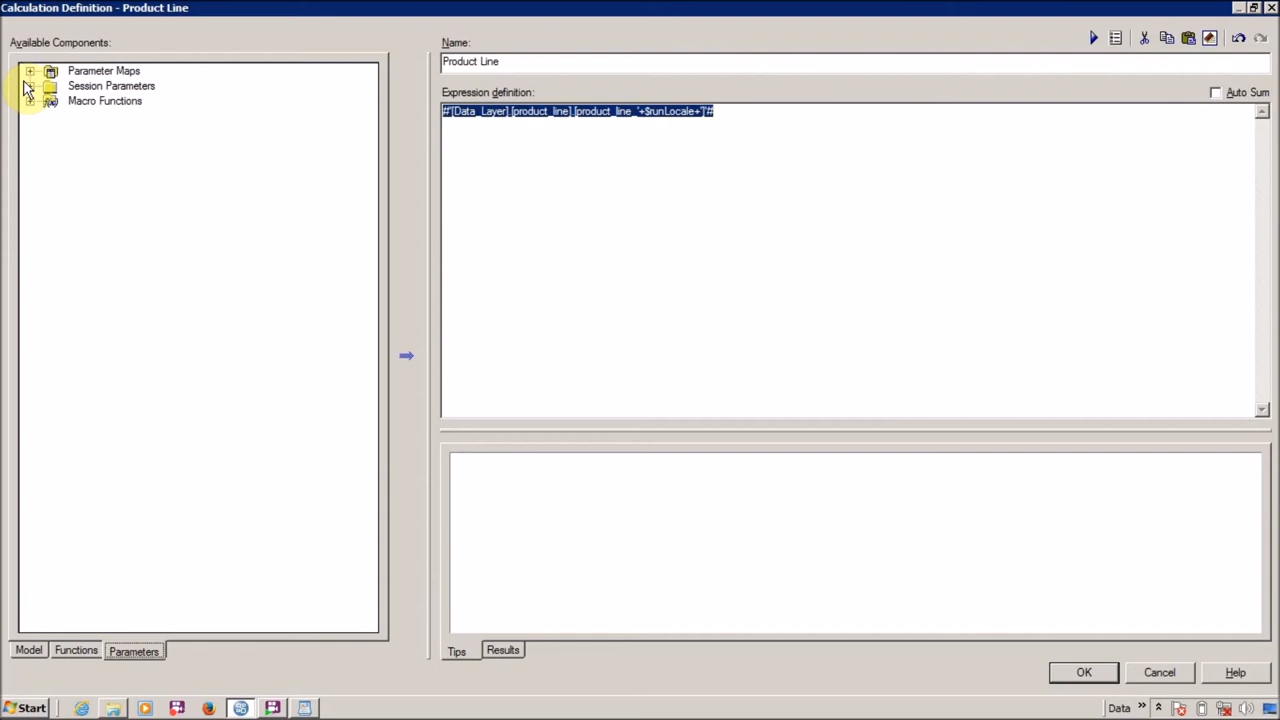 Calculation Definition - Product Line
Available Components:
Parameter Maps
Session Parameters
Macro Functions
Model
Functions
Parameters
Name:
Product Line
Expression definition:
Auto Sum
#'[Data_Layer].[product_line].[product_line_'+$runLocale+']'#
Tips
Results
OK
Cancel
Help
Start
Data